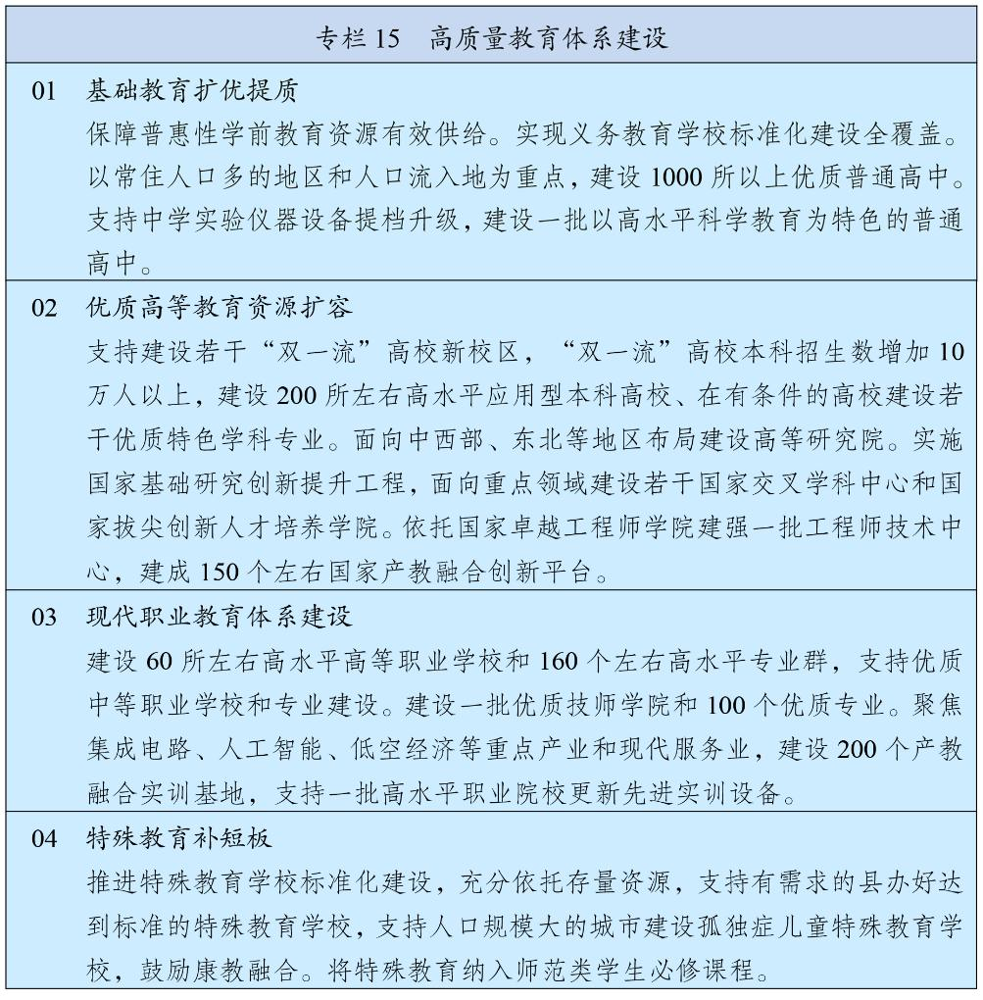 专栏 15 高质量教育体系建设
01 基础教育扩优提质
保障普惠性学前教育资源有效供给。实现义务教育学校标准化建设全覆盖。
以常住人口多的地区和人口流入地为重点，建设 1000 所以上优质普通高中。
支持中学实验仪器设备提档升级，建设一批以高水平科学教育为特色的普通
高中。
02 优质高等教育资源扩容
支持建设若干“双一流”高校新校区，“双一流”高校本科招生数增加 10
万人以上，建设 200 所左右高水平应用型本科高校、在有条件的高校建设若
干优质特色学科专业。面向中西部、东北等地区布局建设高等研究院。实施
国家基础研究创新提升工程，面向重点领域建设若干国家交叉学科中心和国
家拔尖创新人才培养学院。依托国家卓越工程师学院建强一批工程师技术中
心，建成 150 个左右国家产教融合创新平台。
03 现代职业教育体系建设
建设 60 所左右高水平高等职业学校和 160 个左右高水平专业群，支持优质
中等职业学校和专业建设。建设一批优质技师学院和 100 个优质专业。聚焦
集成电路、人工智能、低空经济等重点产业和现代服务业，建设 200 个产教
融合实训基地，支持一批高水平职业院校更新先进实训设备。
04 特殊教育补短板
推进特殊教育学校标准化建设，充分依托存量资源，支持有需求的县办好达
到标准的特殊教育学校，支持人口规模大的城市建设孤独症儿童特殊教育学
校，鼓励康教融合。将特殊教育纳入师范类学生必修课程。